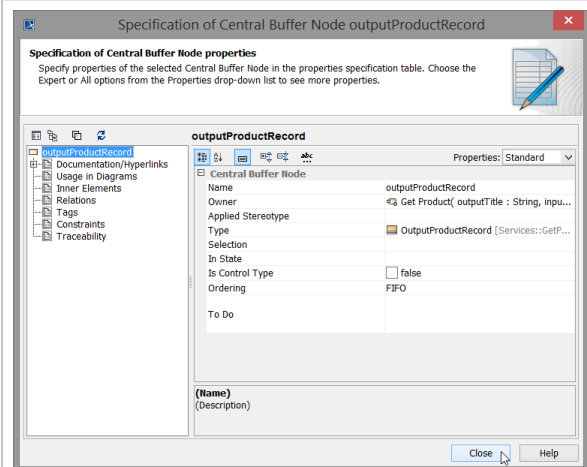 Specification of Central Buffer Node outputProductRecord
Specification of Central Buffer Node properties
Specify properties of the selected Central Buffer Node in the properties specification table. Choose the
Expert or All options from the Properties drop-down list to see more properties.
outputProductRecord
Documentation/Hyperlinks
Usage in Diagrams
Inner Elements
Relations
Tags
Constraints
Traceability
outputProductRecord
Properties: Standard
Central Buffer Node
Name outputProductRecord
Owner Get Product( outputTitle : String, inpu...
Applied Stereotype
Type OutputProductRecord [Services::GetP...
Selection
In State
Is Control Type false
Ordering FIFO
To Do
(Name)
(Description)
Close Help